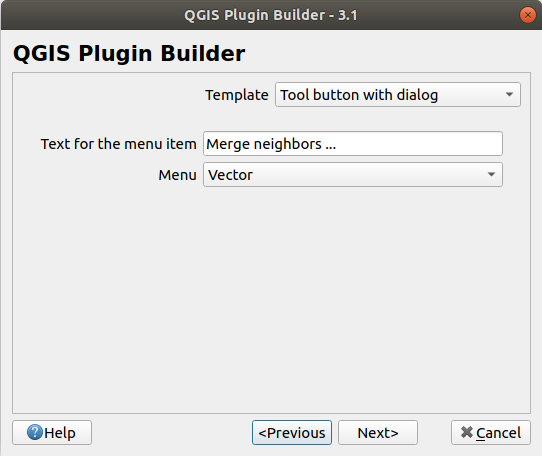 QGIS Plugin Builder - 3.1
QGIS Plugin Builder
Template Tool button with dialog
Text for the menu item Merge neighbors ...
Menu Vector
Help <Previous Next> Cancel